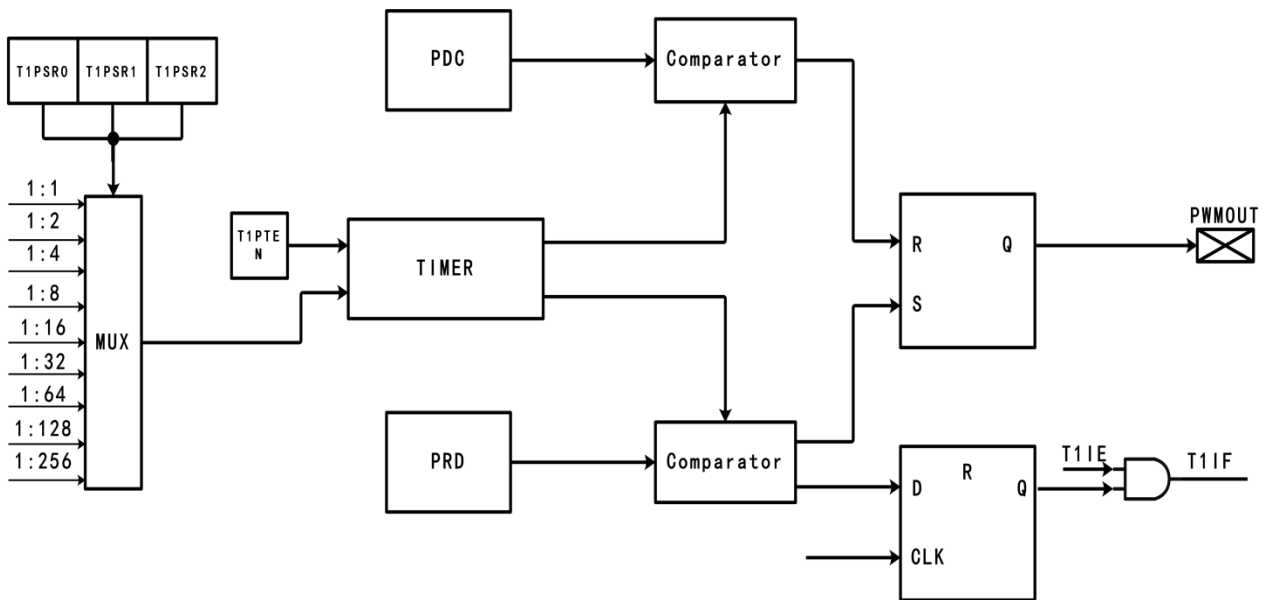 T1PSR0 T1PSR1 T1PSR2
1:1
1:2
1:4
1:8
1:16
1:32
1:64
1:128
1:256
MUX
T1PTE
N
TIMER
PDC
Comparator
PRD
Comparator
R Q
S
PWMOUT
R
D Q
CLK
T1IE
T1IF